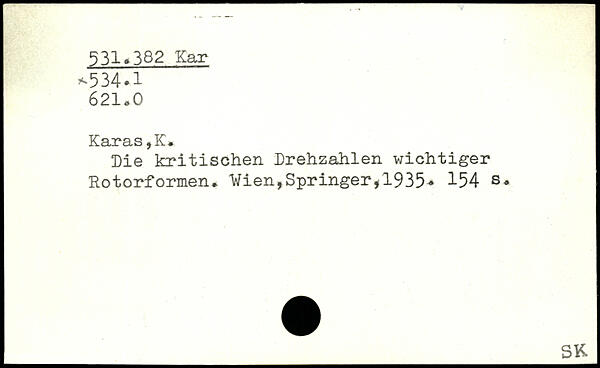 531.382 Kar
×534.1
621.0
Karas,K.
Die kritischen Drehzahlen wichtiger
Rotorformen. Wien,Springer,1935. 154 s.
SK